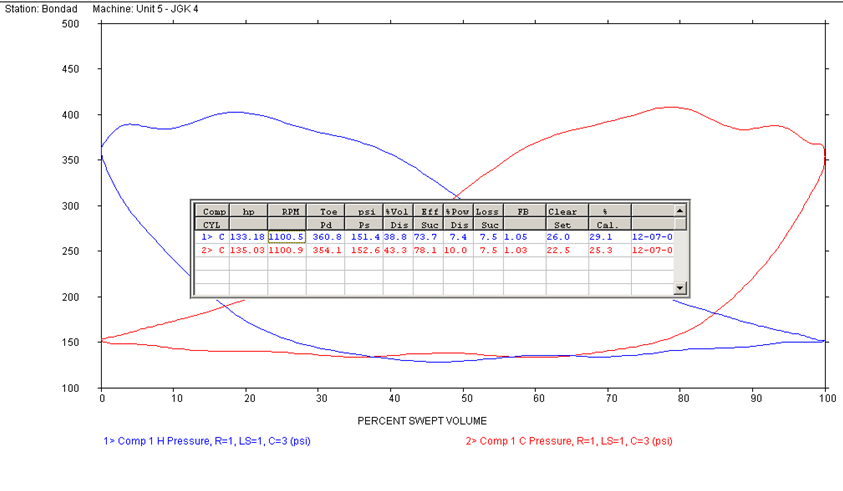 Station: Bondad Machine: Unit 5 - JGK 4
500
450
400
350
300
250
200
150
100
Comp hp RPM Toe psi %Vol Eff %Pow Loss FB Clear %
CYL Pd Ps Dis Suc Dis Suc Set Cal.
1> C 133.18 1100.5 360.8 151.4 38.8 73.7 7.4 7.5 1.05 26.0 29.1 12-07-0
2> C 135.03 1100.9 354.1 152.6 43.3 78.1 10.0 7.5 1.03 22.5 25.3 12-07-0
0 10 20 30 40 50 60 70 80 90 100
PERCENT SWEPT VOLUME
1> Comp 1 H Pressure, R=1, LS=1, C=3 (psi) 2> Comp 1 C Pressure, R=1, LS=1, C=3 (psi)